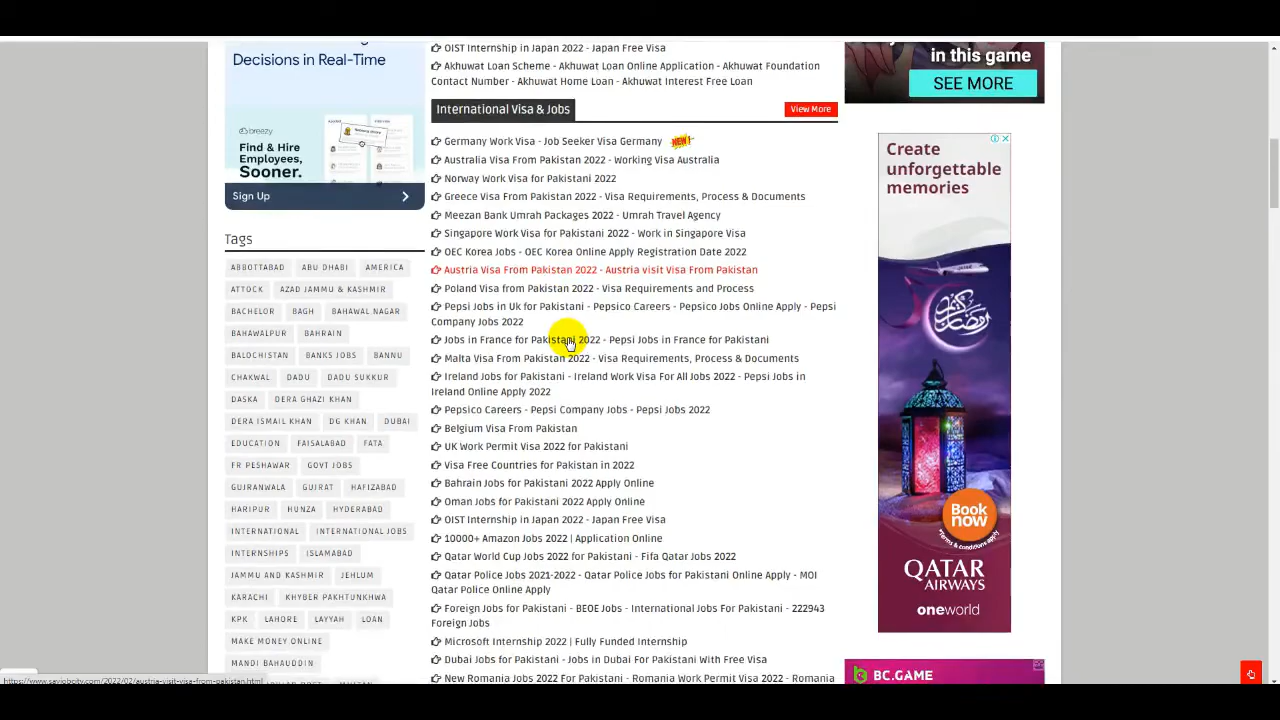 Decisions in Real-Time
breezy
Find & Hire
Employees,
Sooner.
Sign Up
Tags
ABBOTTABAD ABU DHABI AMERICA
ATTOCK AZAD JAMMU & KASHMIR
BACHELOR BAGH BAHAWAL NAGAR
BAHAWALPUR BAHRAIN
BALOCHISTAN BANKS JOBS BANNU
CHAKWAL DADU DADU SUKKUR
DASKA DERA GHAZI KHAN
DERA ISMAIL KHAN DG KHAN DUBAI
EDUCATION FAISALABAD FATA
FR PESHAWAR GOVT JOBS
GUJRANWALA GUJRAT HAFIZABAD
HARIPUR HUNZA HYDERABAD
INTERNATIONAL INTERNATIONAL JOBS
INTERNSHIPS ISLAMABAD
JAMMU AND KASHMIR JEHLUM
KARACHI KHYBER PAKHTUNKHWA
KPK LAHORE LAYYAH LOAN
MAKE MONEY ONLINE
MANDI BAHAUDDIN
https://www.savjobcity.com/2022/02/austria-visit-visa-from-pakistan.html
OIST Internship in Japan 2022 - Japan Free Visa
Akhuwat Loan Scheme - Akhuwat Loan Online Application - Akhuwat Foundation
Contact Number - Akhuwat Home Loan - Akhuwat Interest Free Loan
International Visa & Jobs View More
Germany Work Visa - Job Seeker Visa Germany NEW!
Australia Visa From Pakistan 2022 - Working Visa Australia
Norway Work Visa for Pakistani 2022
Greece Visa From Pakistan 2022 - Visa Requirements, Process & Documents
Meezan Bank Umrah Packages 2022 - Umrah Travel Agency
Singapore Work Visa for Pakistani 2022 - Work in Singapore Visa
OEC Korea Jobs - OEC Korea Online Apply Registration Date 2022
Austria Visa From Pakistan 2022 - Austria visit Visa From Pakistan
Poland Visa from Pakistan 2022 - Visa Requirements and Process
Pepsi Jobs in Uk for Pakistani - Pepsico Careers - Pepsico Jobs Online Apply - Pepsi
Company Jobs 2022
Jobs in France for Pakistani 2022 - Pepsi Jobs in France for Pakistani
Malta Visa From Pakistan 2022 - Visa Requirements, Process & Documents
Ireland Jobs for Pakistani - Ireland Work Visa For All Jobs 2022 - Pepsi Jobs in
Ireland Online Apply 2022
Pepsico Careers - Pepsi Company Jobs - Pepsi Jobs 2022
Belgium Visa From Pakistan
UK Work Permit Visa 2022 for Pakistani
Visa Free Countries for Pakistan in 2022
Bahrain Jobs for Pakistani 2022 Apply Online
Oman Jobs for Pakistani 2022 Apply Online
OIST Internship in Japan 2022 - Japan Free Visa
10000+ Amazon Jobs 2022 | Application Online
Qatar World Cup Jobs 2022 for Pakistani - Fifa Qatar Jobs 2022
Qatar Police Jobs 2021-2022 - Qatar Police Jobs for Pakistani Online Apply - MOI
Qatar Police Online Apply
Foreign Jobs for Pakistani - BEOE Jobs - International Jobs For Pakistani - 222943
Foreign Jobs
Microsoft Internship 2022 | Fully Funded Internship
Dubai Jobs for Pakistani - Jobs in Dubai For Pakistani With Free Visa
New Romania Jobs 2022 For Pakistani - Romania Work Permit Visa 2022 - Romania
in this game
SEE MORE
Create
unforgettable
memories
Book
now
*Terms & conditions apply
QATAR
AIRWAYS
oneworld
BC.GAME